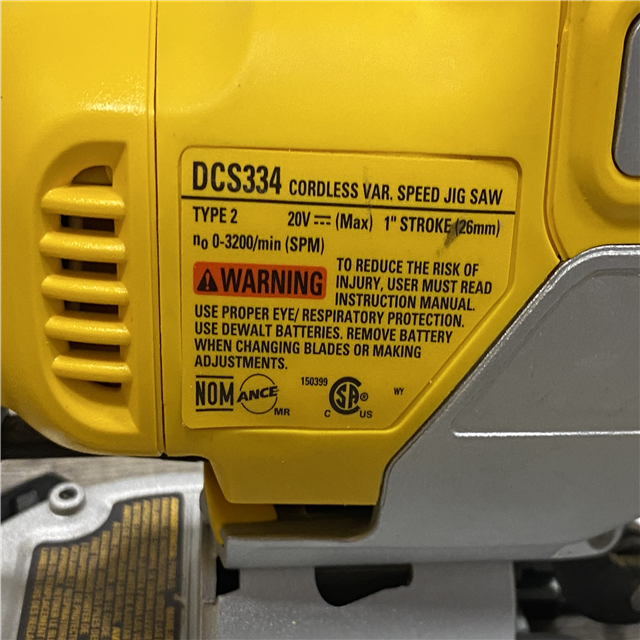 DCS334 CORDLESS VAR. SPEED JIG SAW
TYPE 2 20V ⎓ (Max) 1" STROKE (26mm)
n₀ 0-3200/min (SPM)
WARNING TO REDUCE THE RISK OF
INJURY, USER MUST READ
INSTRUCTION MANUAL.
USE PROPER EYE/ RESPIRATORY PROTECTION.
USE DEWALT BATTERIES. REMOVE BATTERY
WHEN CHANGING BLADES OR MAKING
ADJUSTMENTS.
NOM ANCE MR 150399 C SA ® US WY